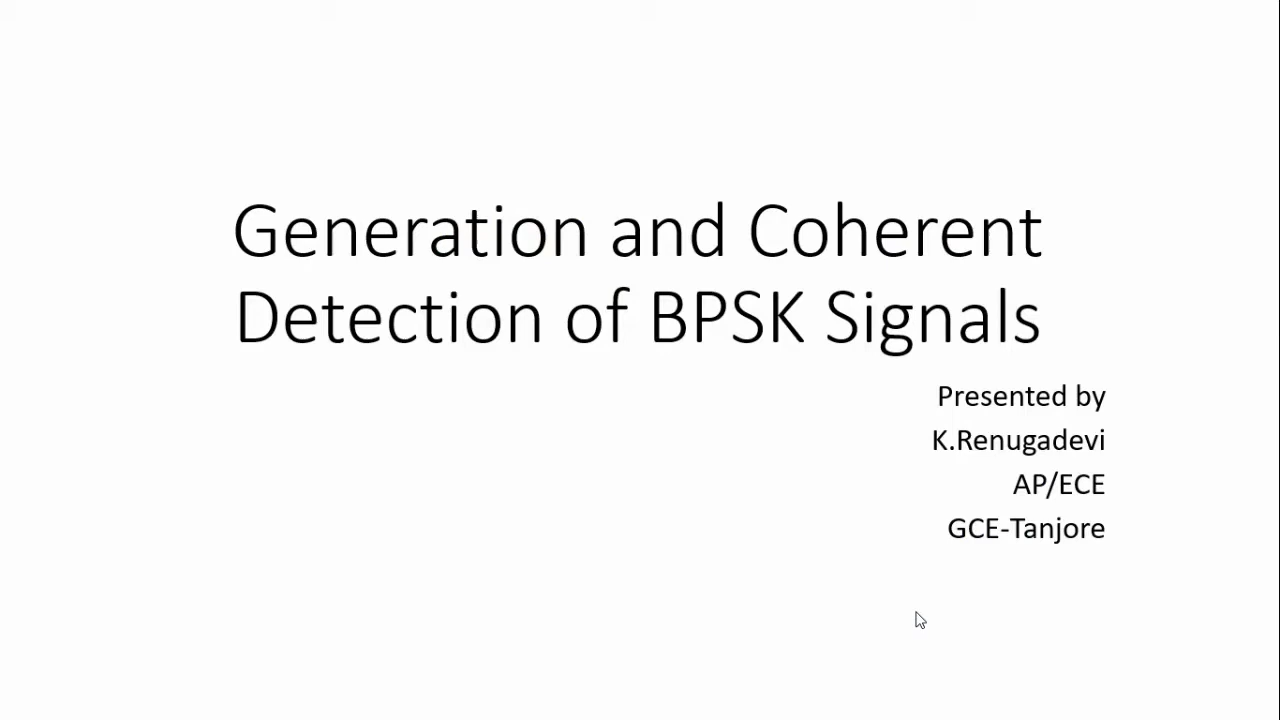 Generation and Coherent
Detection of BPSK Signals
Presented by
K.Renugadevi
AP/ECE
GCE-Tanjore